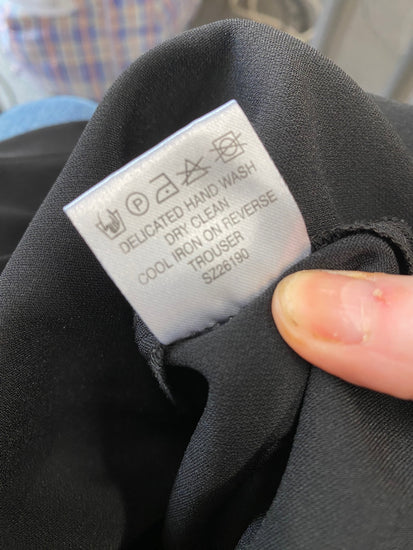 P
DELICATED HAND WASH
DRY CLEAN
COOL IRON ON REVERSE
TROUSER
SZ26190